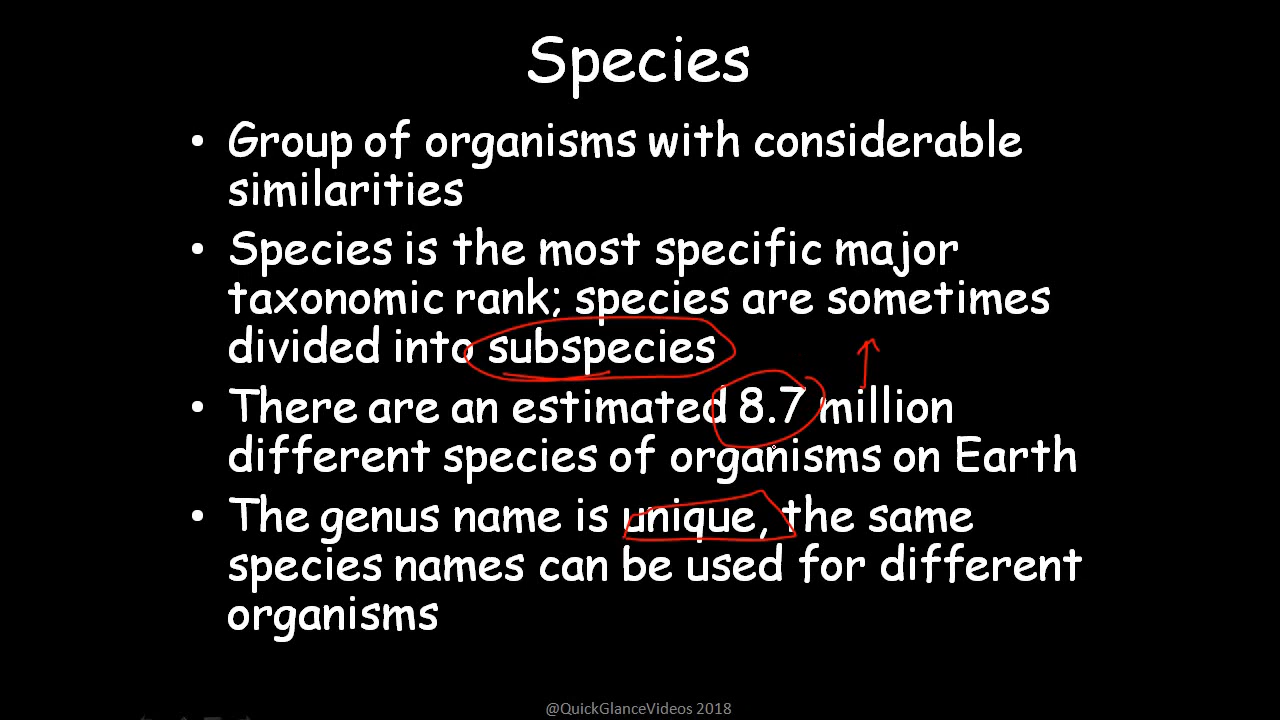 Species
• Group of organisms with considerable
similarities
• Species is the most specific major
taxonomic rank; species are sometimes
divided into subspecies
• There are an estimated 8.7 million
different species of organisms on Earth
• The genus name is unique, the same
species names can be used for different
organisms
@QuickGlanceVideos 2018